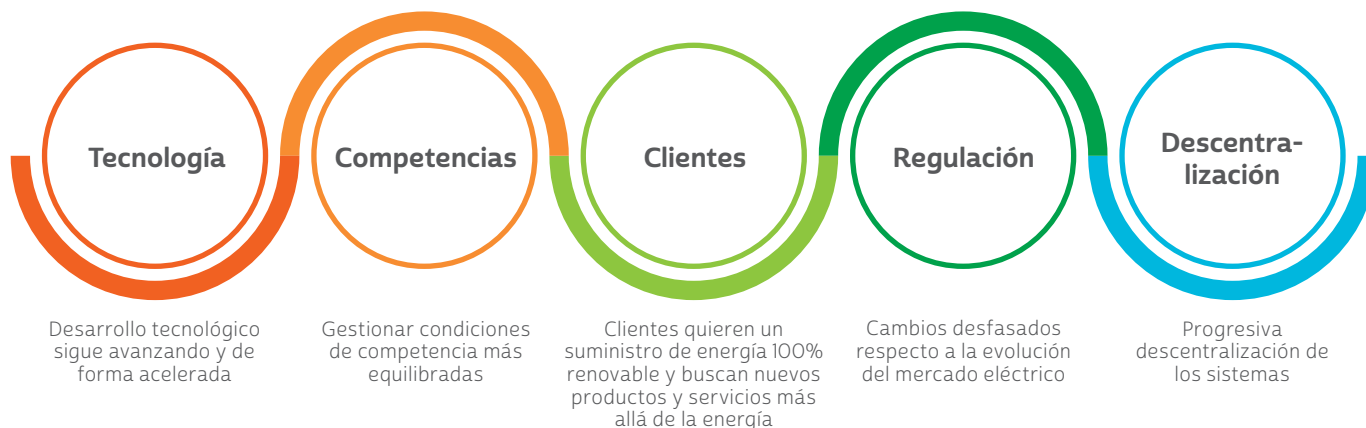 Tecnología
Competencias
Clientes
Regulación
Descentra-
lización
Desarrollo tecnológico
sigue avanzando y de
forma acelerada
Gestionar condiciones
de competencia más
equilibradas
Clientes quieren un
suministro de energía 100%
renovable y buscan nuevos
productos y servicios más
allá de la energía
Cambios desfasados
respecto a la evolución
del mercado eléctrico
Progresiva
descentralización de
los sistemas